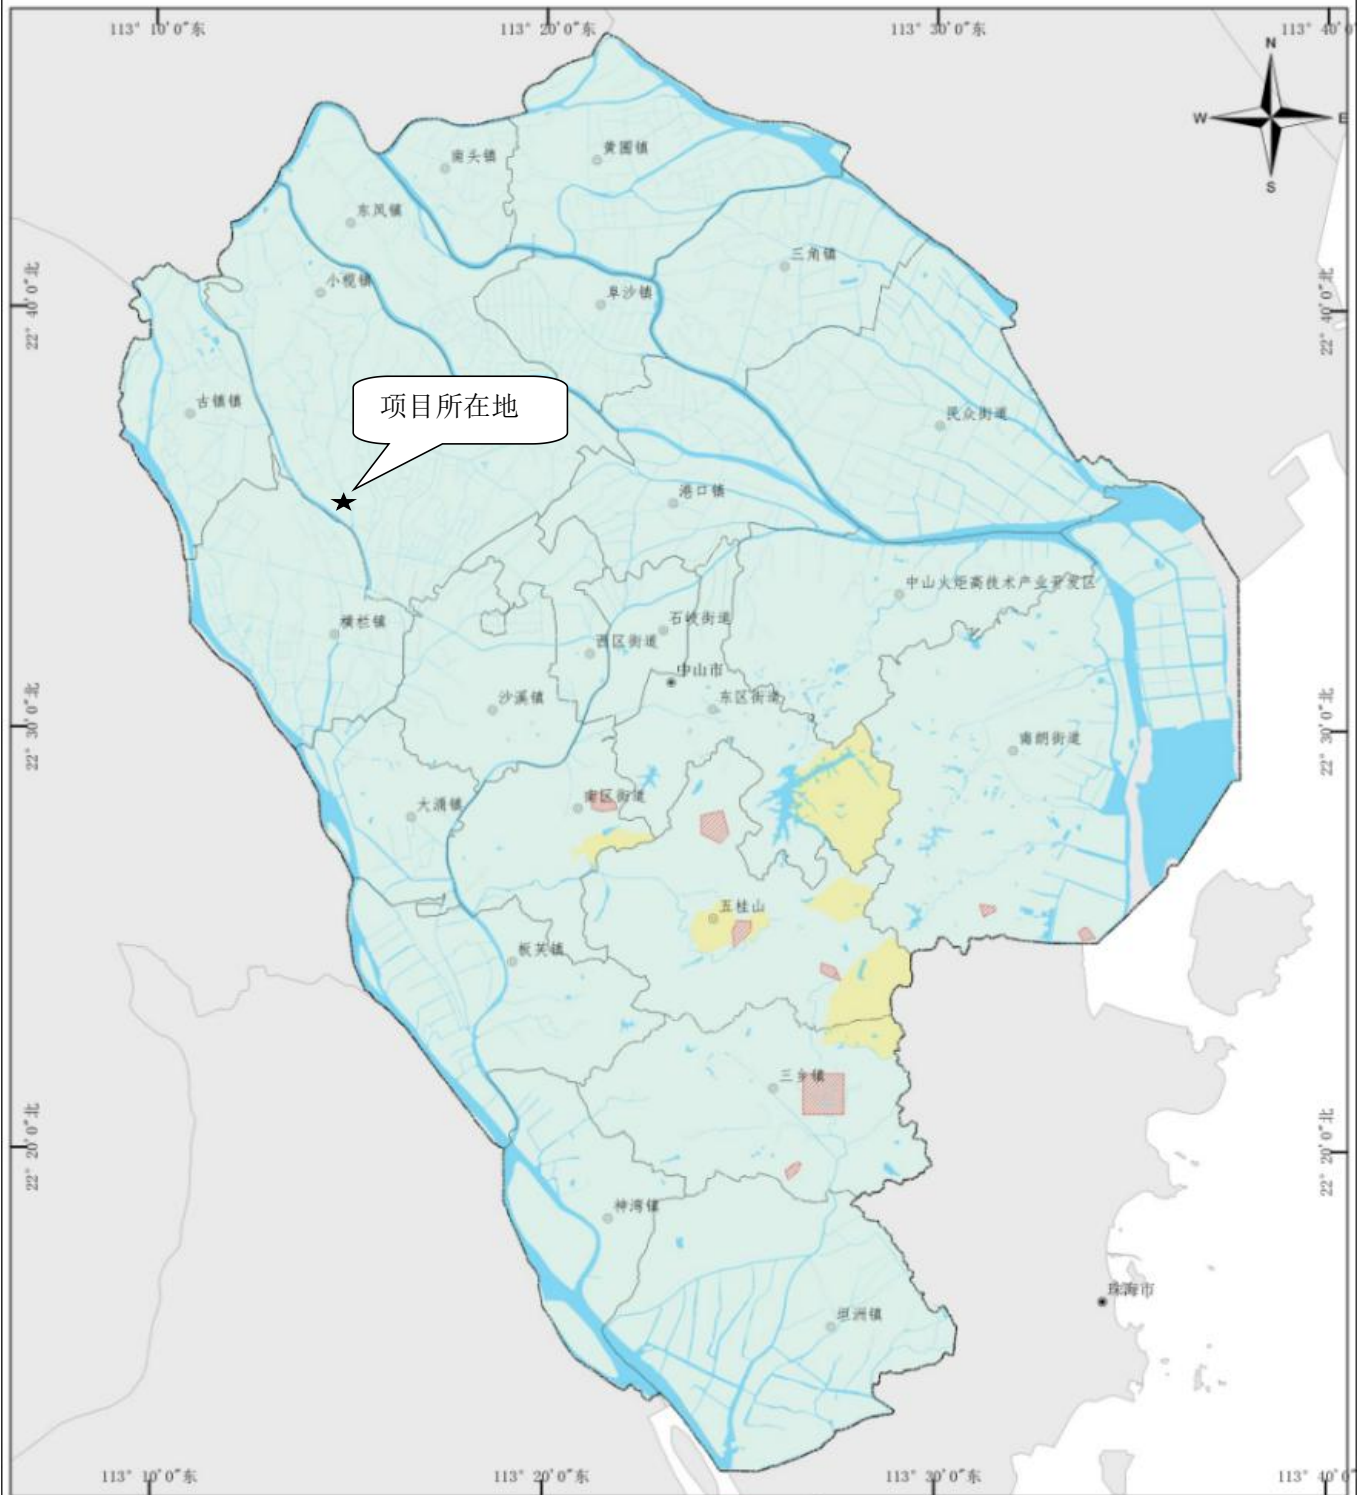 113° 10'0"东
113° 20'0"东
113° 30'0"东
113° 40'0"东
N
W
E
S
南头镇
黄圃镇
东凤镇
三角镇
小榄镇
阜沙镇
22° 40'0"北
22° 40'0"北
古镇镇
项目所在地
民众街道
港口镇
中山火炬高技术产业开发区
横栏镇
石岐街道
西区街道
中山市
沙溪镇
东区街道
22° 30'0"北
22° 30'0"北
南朗街道
大涌镇
南区街道
五桂山
板芙镇
三乡镇
22° 20'0"北
22° 20'0"北
神湾镇
珠海市
坦洲镇
113° 10'0"东
113° 20'0"东
113° 30'0"东
113° 40'0"东